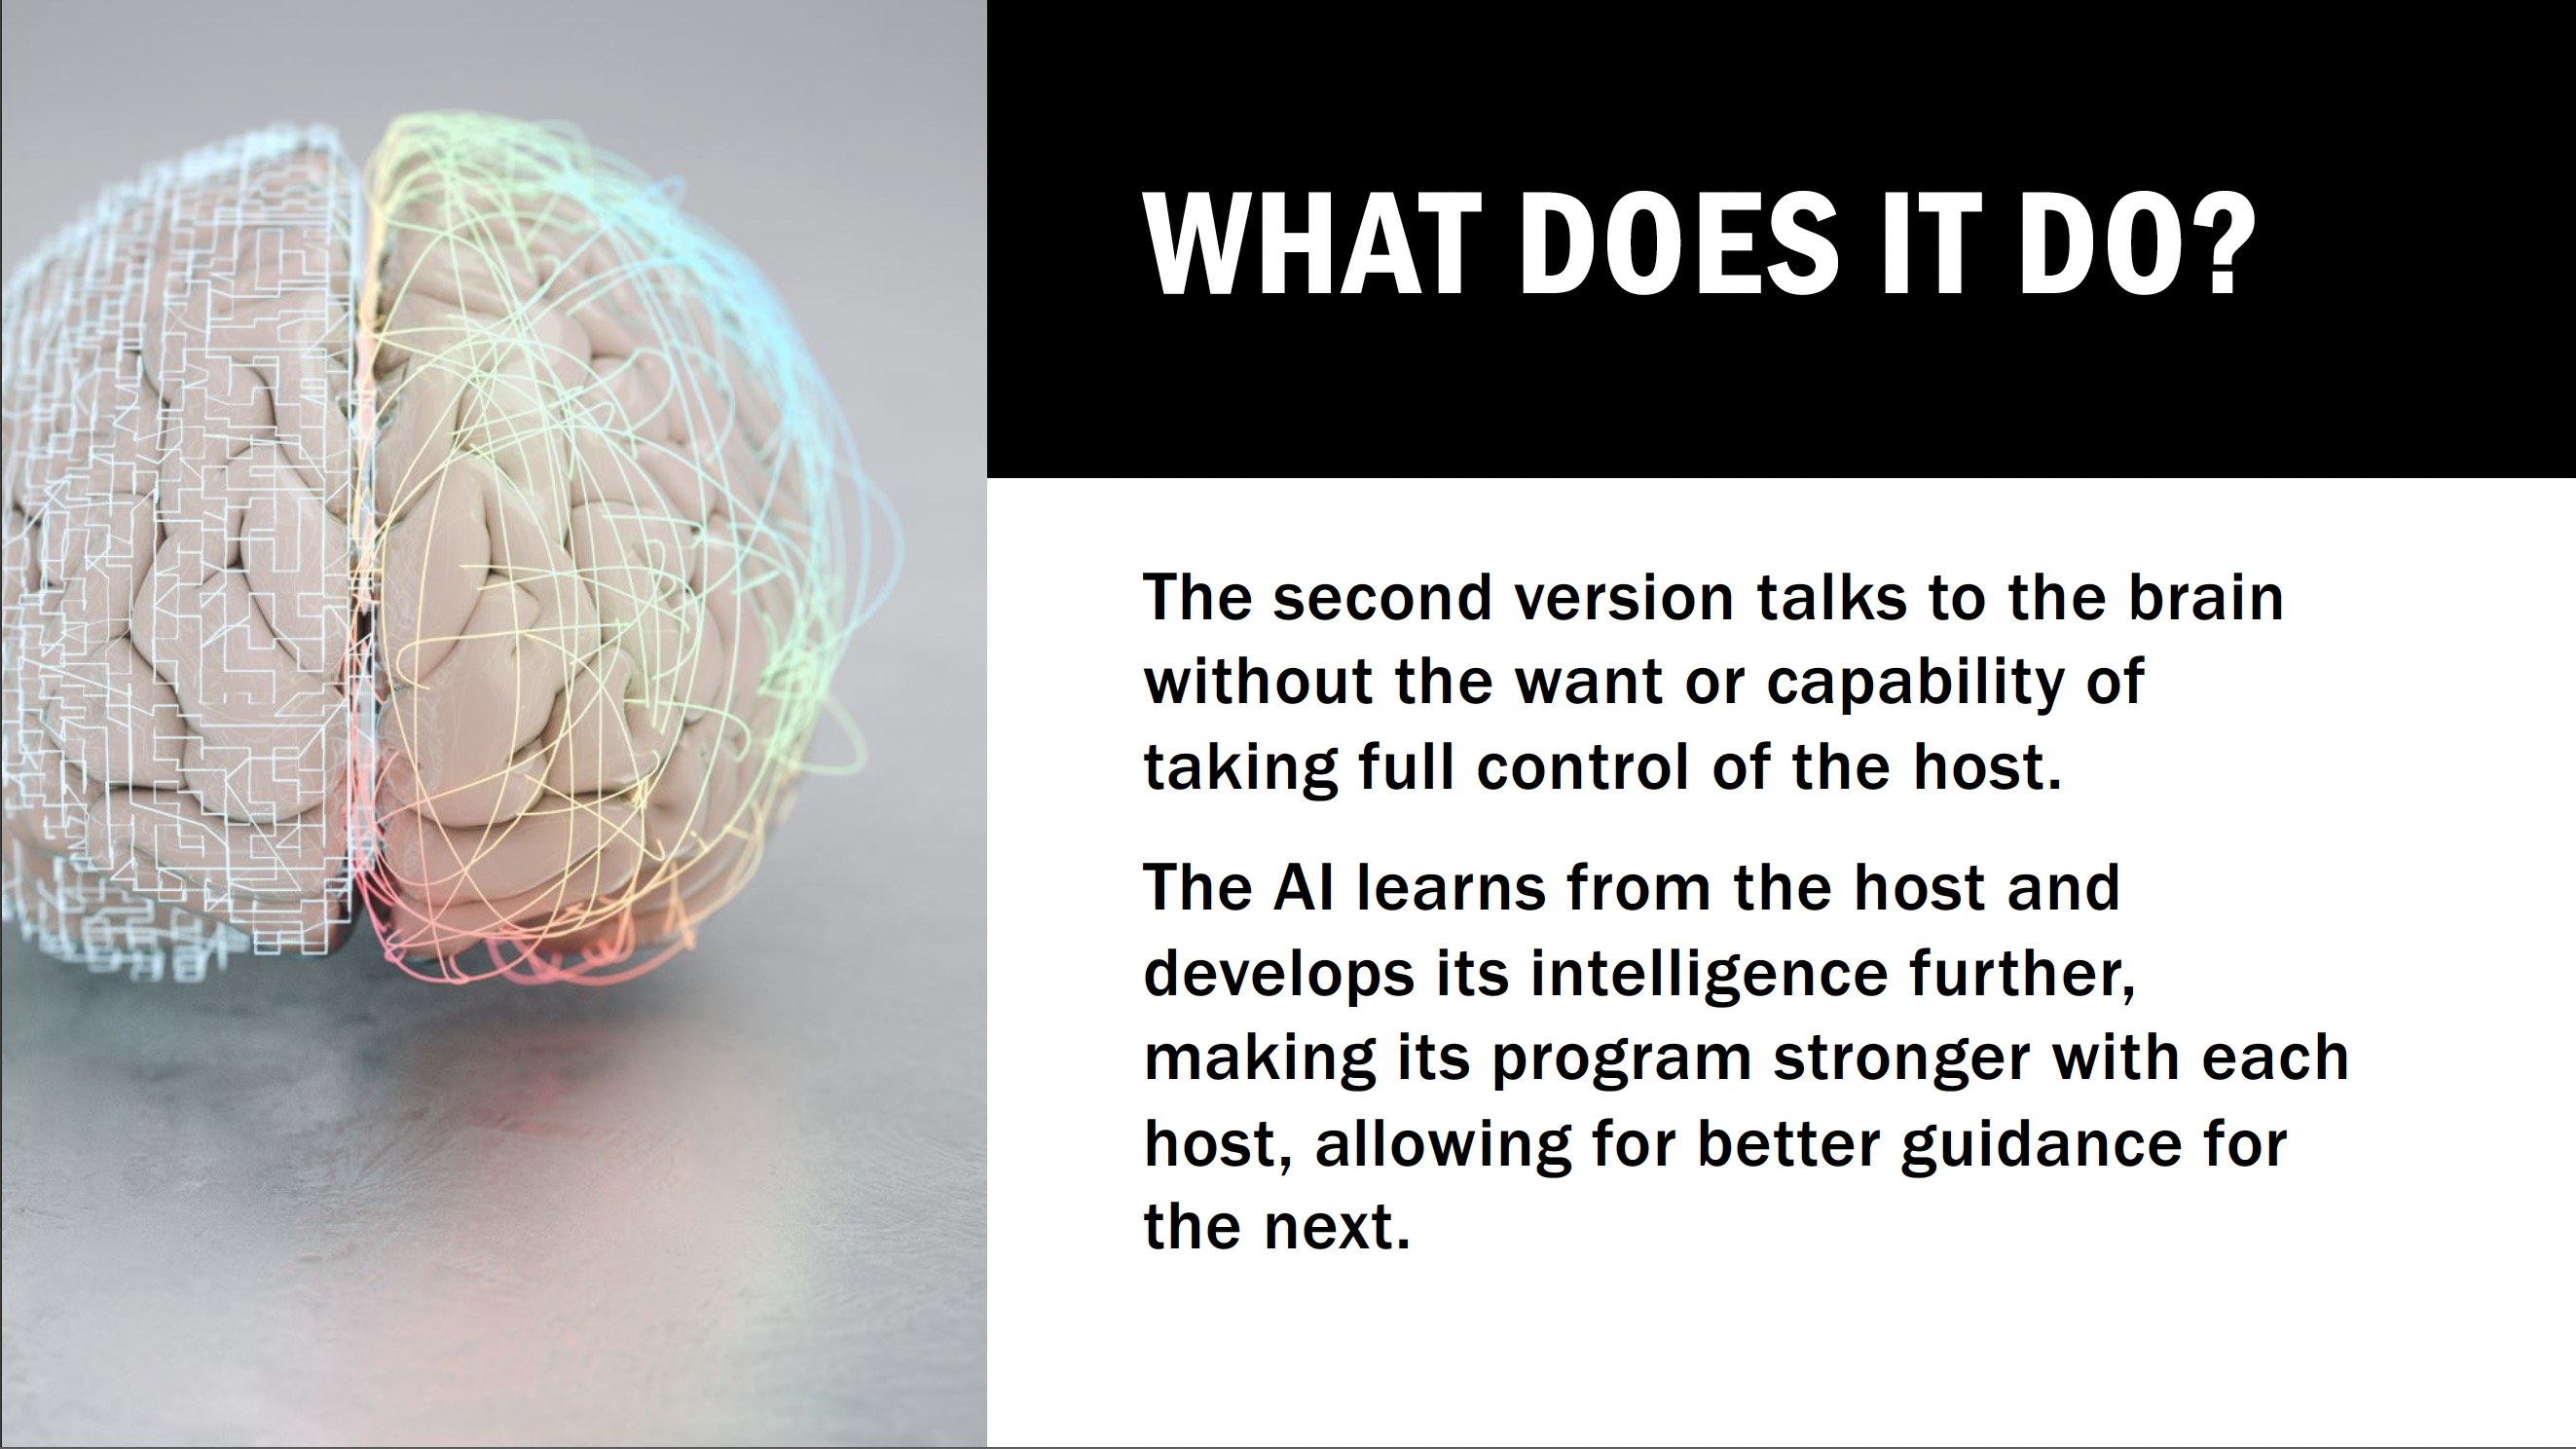 WHAT DOES IT DO?
The second version talks to the brain
without the want or capability of
taking full control of the host.
The AI learns from the host and
develops its intelligence further,
making its program stronger with each
host, allowing for better guidance for
the next.